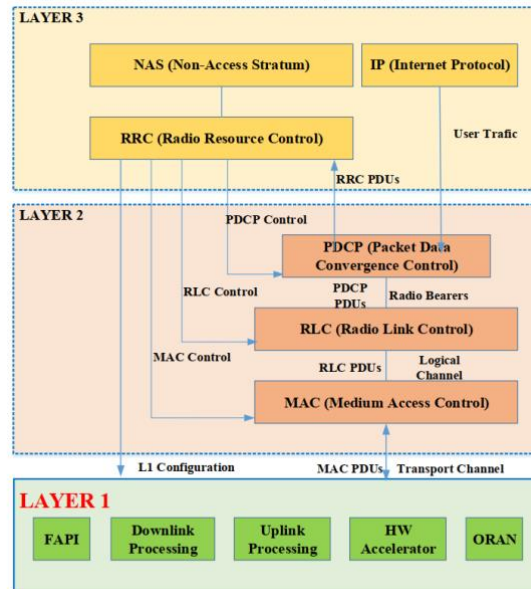 LAYER 3
NAS (Non-Access Stratum)
IP (Internet Protocol)
RRC (Radio Resource Control)
User Trafic
RRC PDUs
LAYER 2
PDCP Control
PDCP (Packet Data
Convergence Control)
RLC Control
PDCP
PDUs
Radio Bearers
RLC (Radio Link Control)
MAC Control
RLC PDUs
Logical
Channel
MAC (Medium Access Control)
L1 Configuration
MAC PDUs
Transport Channel
LAYER 1
FAPI
Downlink
Processing
Uplink
Processing
HW
Accelerator
ORAN